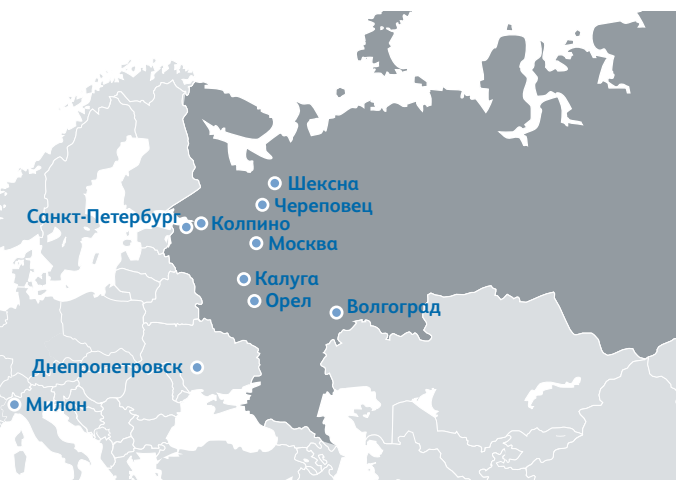 Шексна
Череповец
Санкт-Петербург
Колпино
Москва
Калуга
Орел
Волгоград
Днепропетровск
Милан